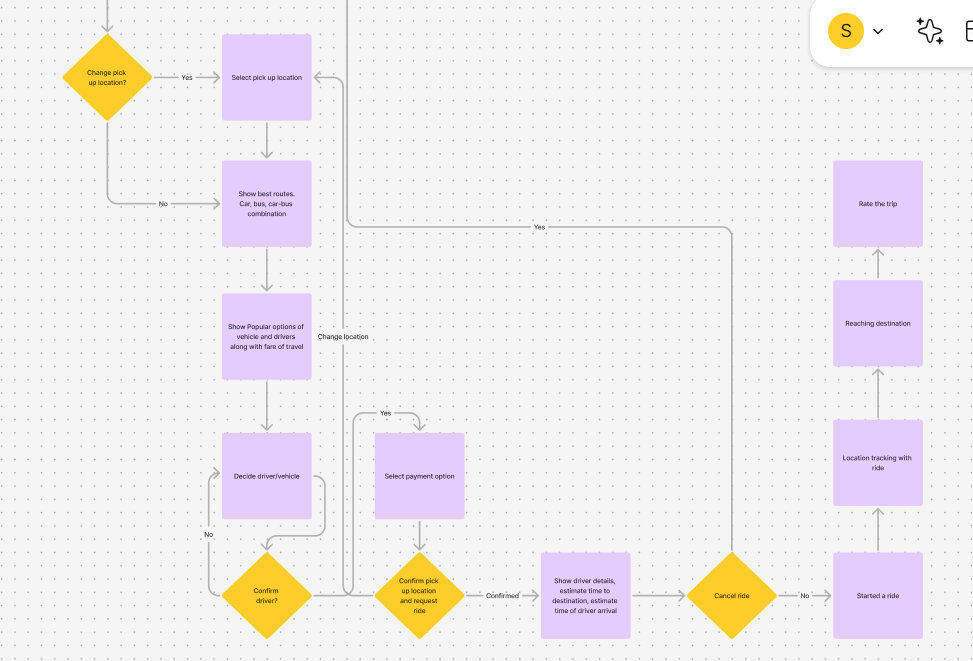 S
Change pick
up location?
Yes
Select pick up location
No
Show best routes.
Car, bus, car-bus
combination
Yes
Rate the trip
Show Popular options of
vehicle and drivers
along with fare of travel
Change location
Reaching destination
Yes
Decide driver/vehicle
Select payment option
Location tracking with
ride
No
Confirm
driver?
Confirm pick
up location
and request
ride
Confirmed
Show driver details,
estimate time to
destination, estimate
time of driver arrival
Cancel ride
No
Started a ride